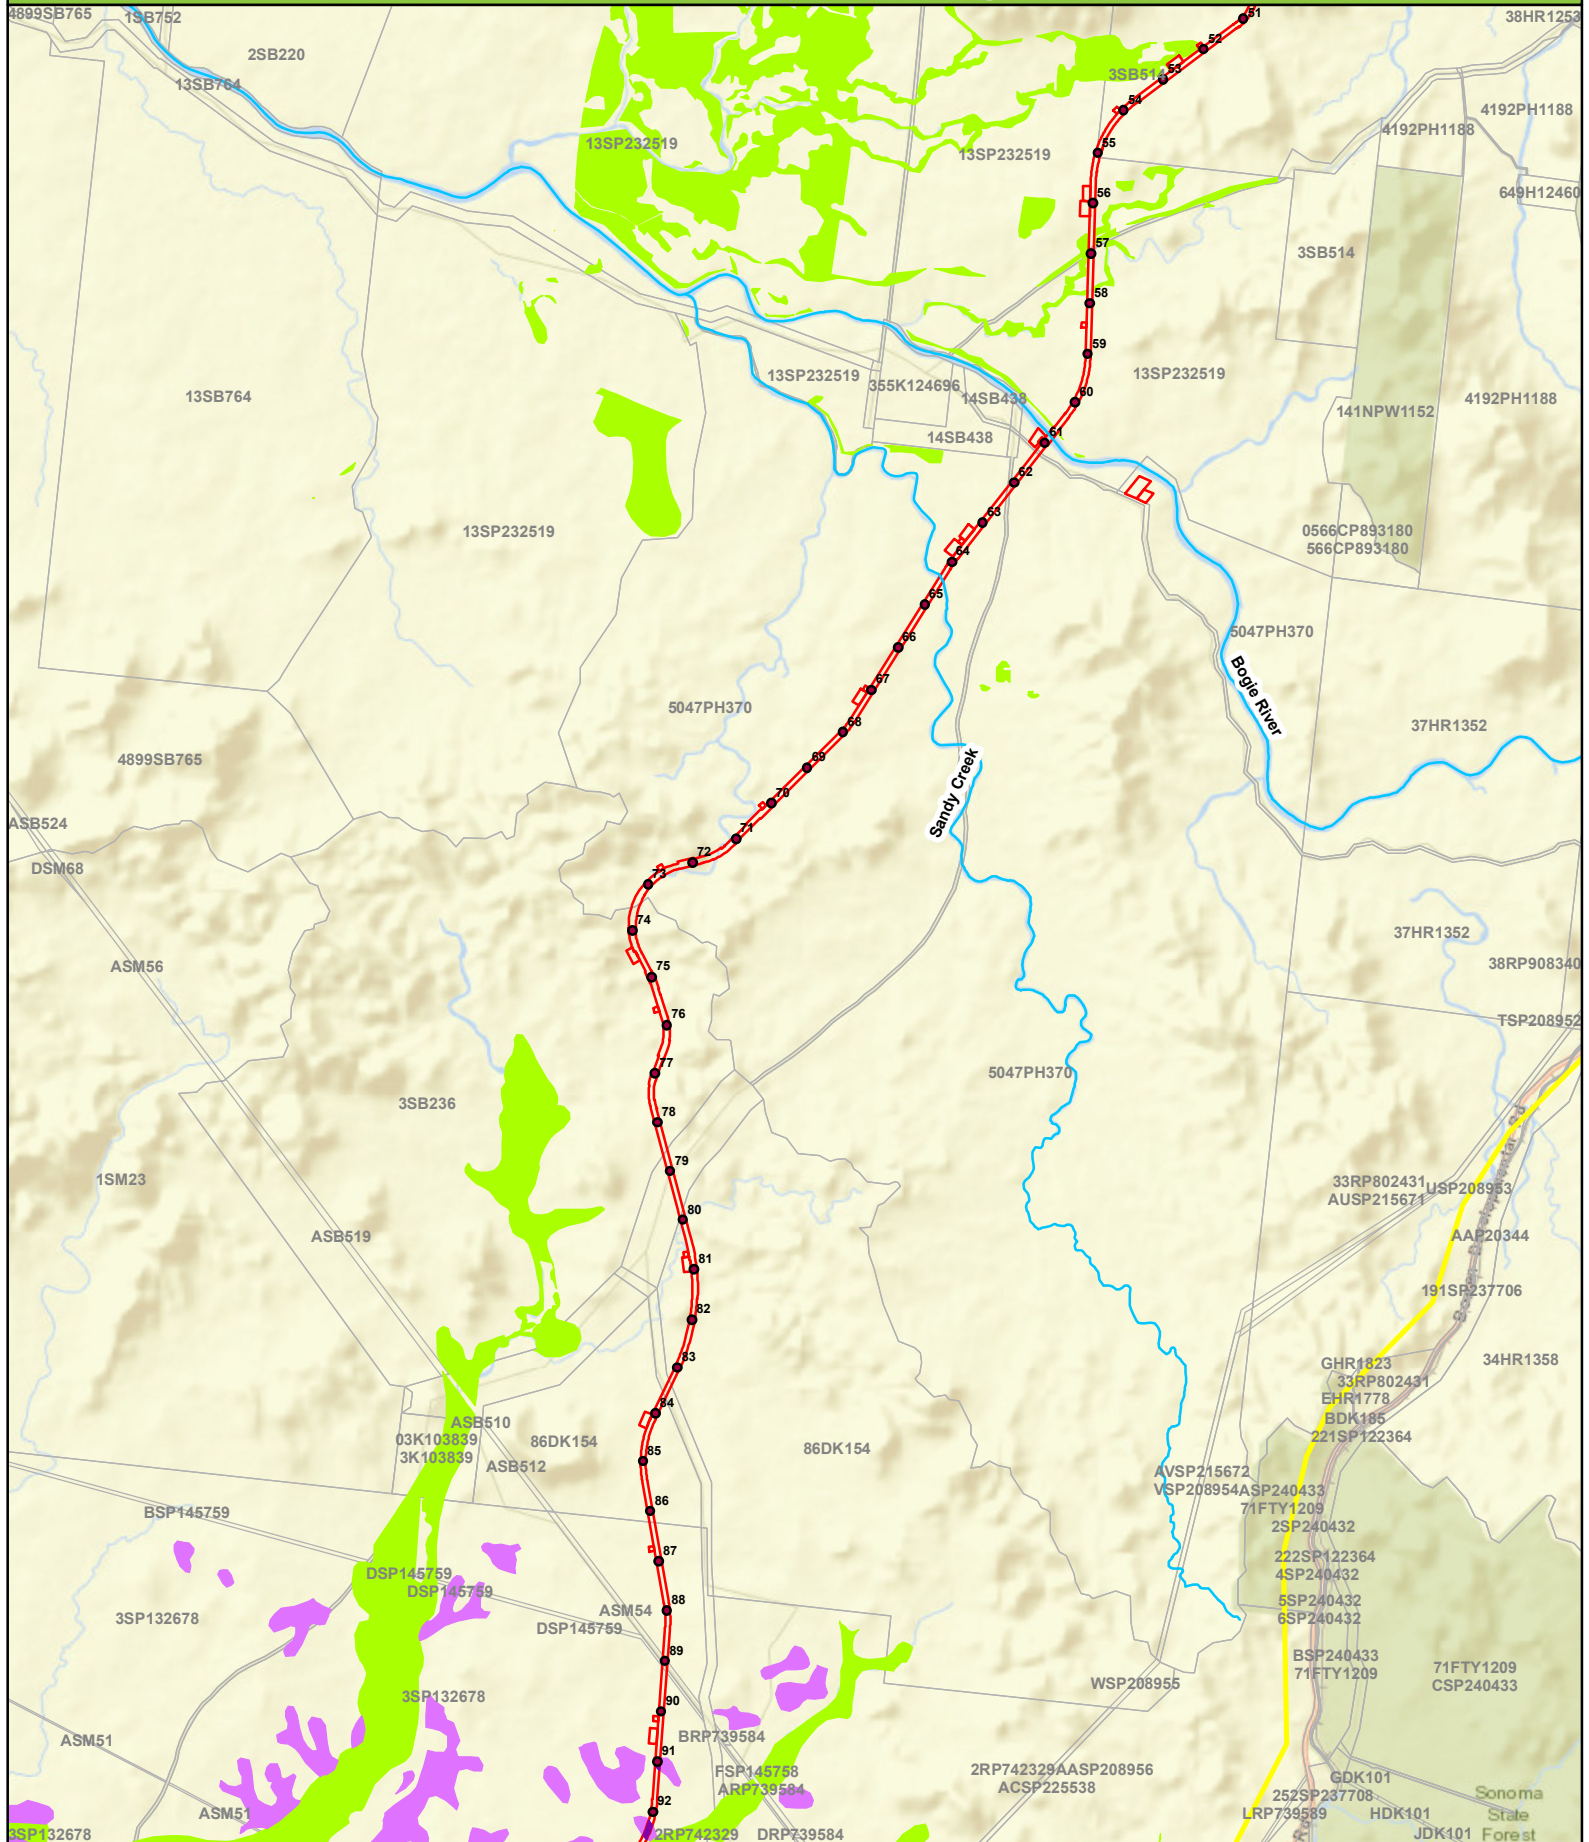 4899SB765
1SB752
51
38HR1253
2SB220
52
53
3SB514
13SB764
54
4192PH1188
4192PH1188
13SP232519
13SP232519
55
56
649H12460
57
3SB514
58
59
13SP232519
355K124696
13SP232519
13SB764
14SB438
60
141NPW1152
4192PH1188
14SB438
61
62
63
13SP232519
0566CP893180
566CP893180
64
65
66
5047PH370
Bogie River
67
5047PH370
68
37HR1352
4899SB765
69
Sandy Creek
70
ASB524
71
DSM68
72
73
74
37HR1352
ASM56
75
38RP908340
76
TSP208952
77
5047PH370
3SB236
78
79
1SM23
33RP802431
AUSP215671
USP208953
80
ASB519
AAP20344
81
191SP237706
82
83
GHR1823
33RP802431
34HR1358
EHR1778
84
BDK185
221SP122364
ASB510
03K103839
3K103839
86DK154
86DK154
ASB512
85
AVSP215672
VSP208954
ASP240433
71FTY1209
2SP240432
86
BSP145759
87
222SP122364
4SP240432
DSP145759
DSP145759
5SP240432
6SP240432
88
ASM54
3SP132678
DSP145759
89
BSP240433
71FTY1209
71FTY1209
CSP240433
WSP208955
3SP132678
90
BRP739584
ASM51
91
FSP145758
ARP739584
2RP742329
AASP208956
ACSP225538
GDK101
252SP237708
Sonoma
State
Forest
92
ASM51
LRP739589
HDK101
3SP132678
2RP742329
DRP739584
JDK101